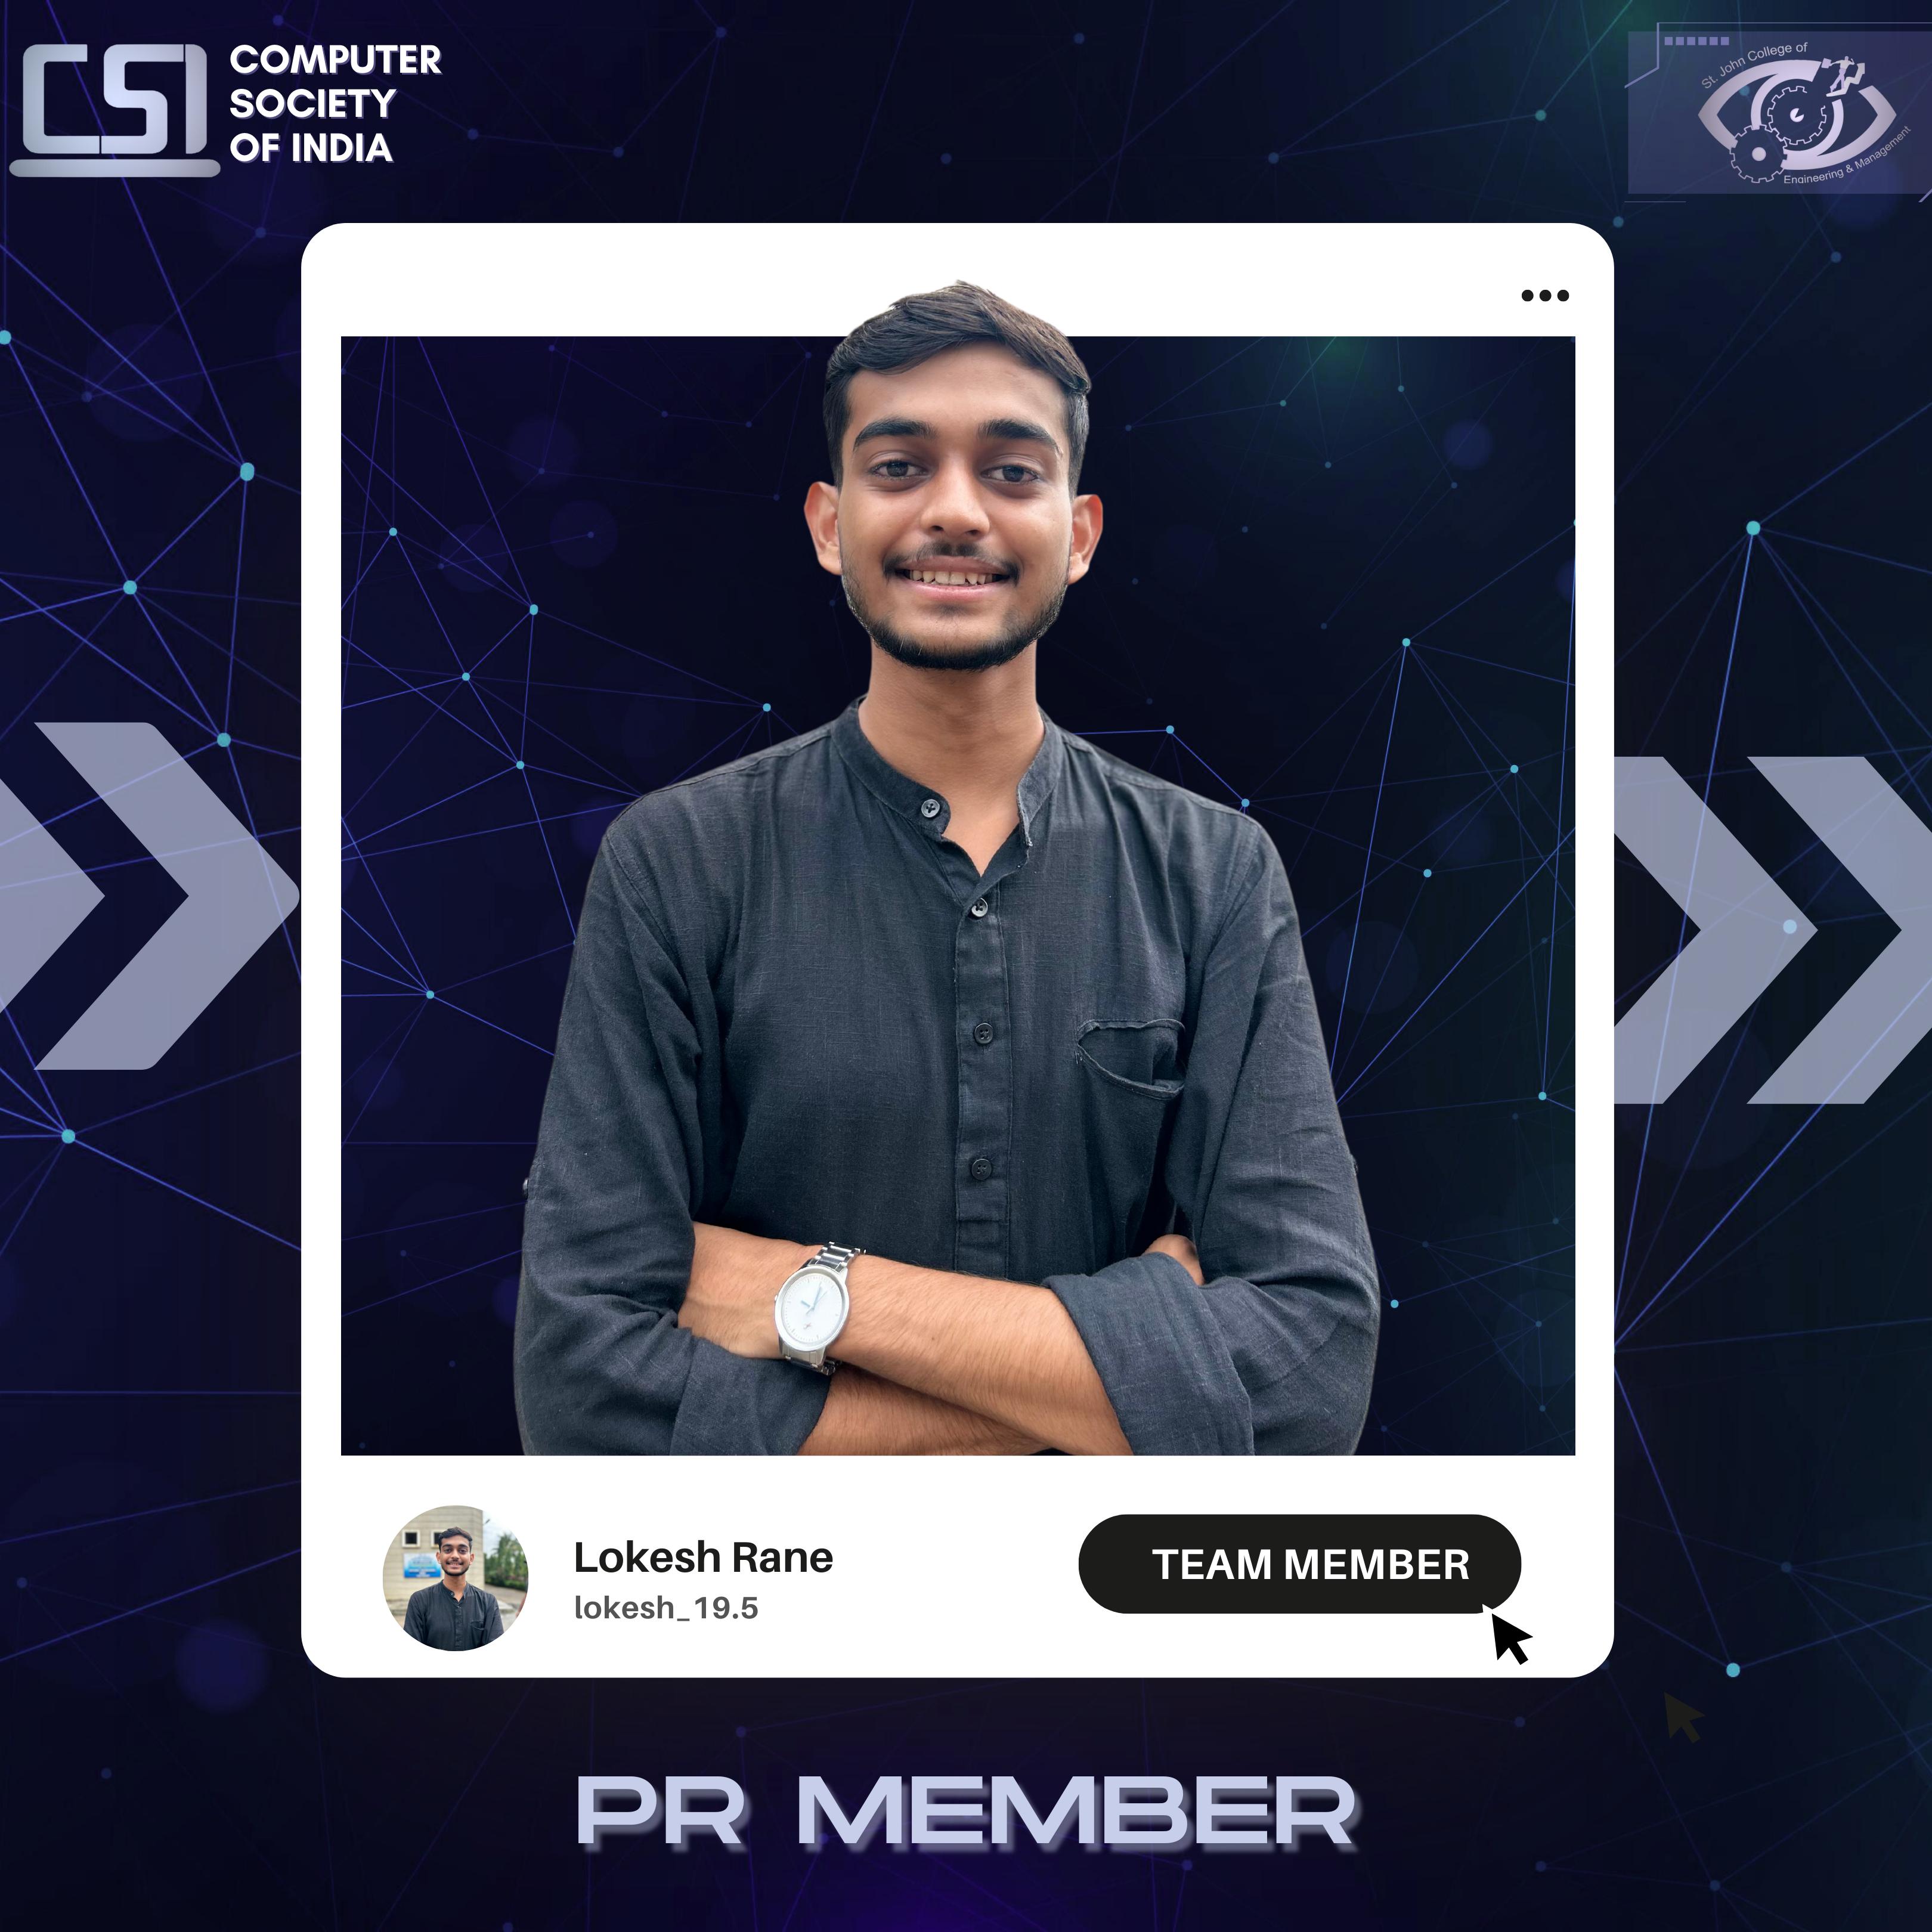 CSI
COMPUTER
SOCIETY
OF INDIA
St. John College of
Engineering & Management
Lokesh Rane
lokesh_19.5
TEAM MEMBER
PR MEMBER